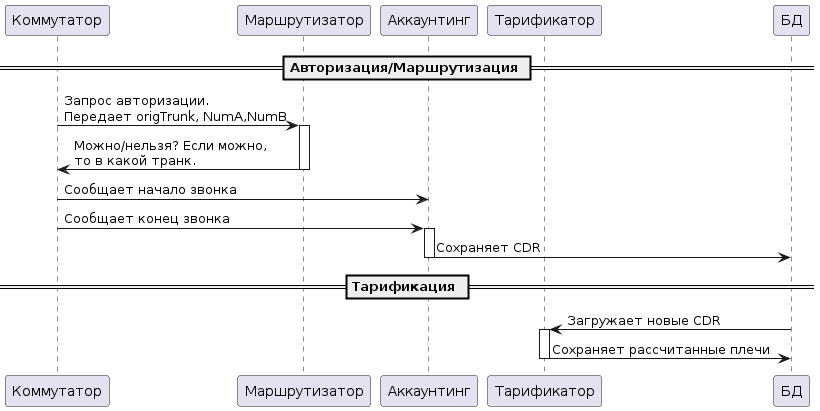 Коммутатор
Маршрутизатор
Аккаунтинг
Тарификатор
БД
Авторизация/Маршрутизация
Запрос авторизации.
Передает origTrunk, NumA,NumB
Можно/нельзя? Если можно,
то в какой транк.
Сообщает начало звонка
Сообщает конец звонка
Сохраняет CDR
Тарификация
Загружает новые CDR
Сохраняет рассчитанные плечи
Коммутатор
Маршрутизатор
Аккаунтинг
Тарификатор
БД